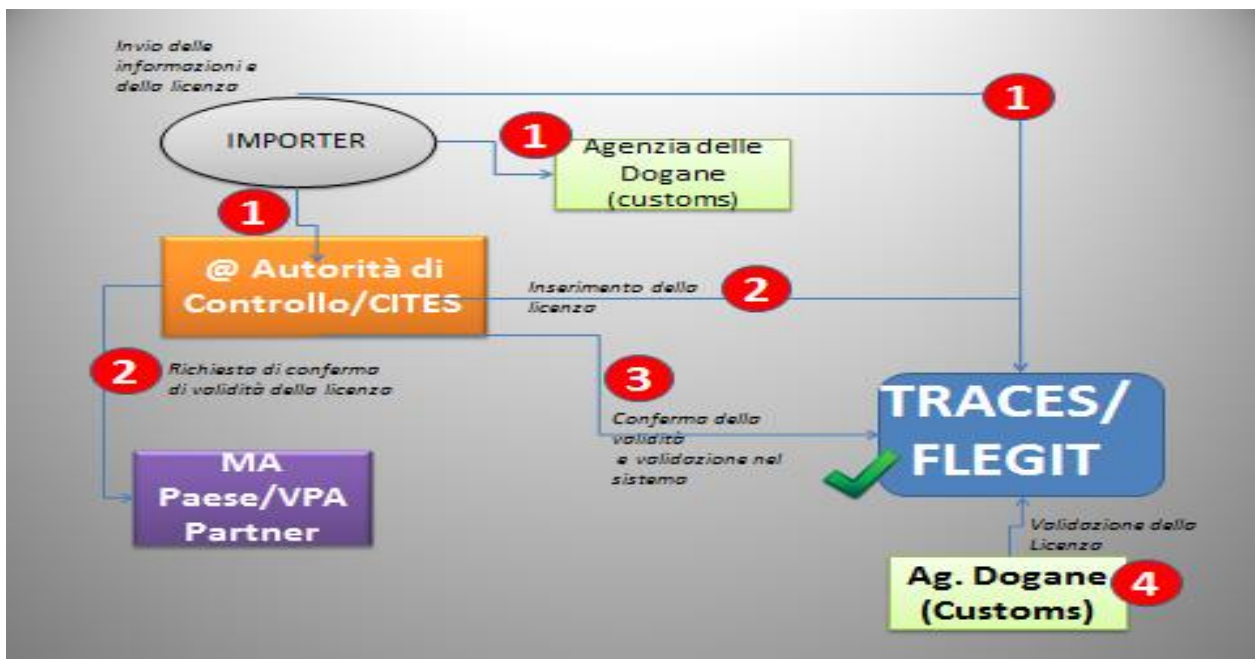 Invio delle
informazioni e
della licenza
1
IMPORTER
1
Agenzia delle
Dogane
(customs)
1
@ Autorità di
Controllo/CITES
Inserimento della
licenza
2
2
Richiesta di conferma
di validità della licenza
3
Conferma della
validità
e validazione nel
sistema
TRACES/
FLEGIT
MA
Paese/VPA
Partner
Validazione della
Licenza
Ag. Dogane
(Customs)
4